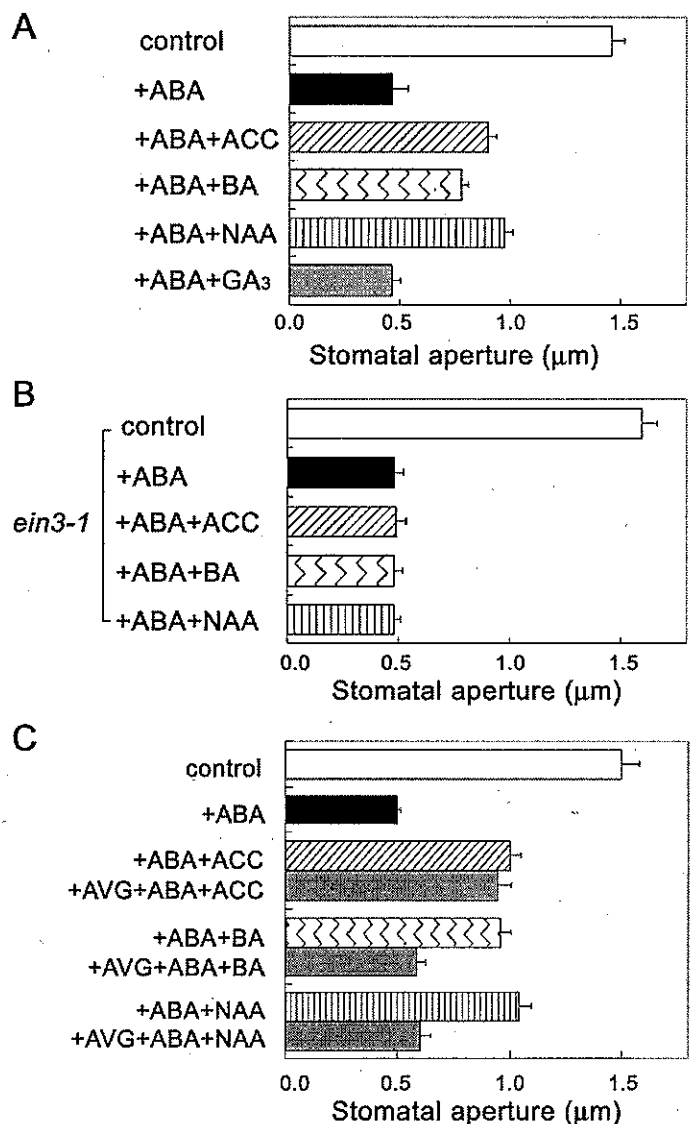 A
control
+ABA
+ABA+ACC
+ABA+BA
+ABA+NAA
+ABA+GA₃
0.0 0.5 1.0 1.5
Stomatal aperture (μm)
B
control
+ABA
ein3-1
+ABA+ACC
+ABA+BA
+ABA+NAA
0.0 0.5 1.0 1.5
Stomatal aperture (μm)
C
control
+ABA
+ABA+ACC
+AVG+ABA+ACC
+ABA+BA
+AVG+ABA+BA
+ABA+NAA
+AVG+ABA+NAA
0.0 0.5 1.0 1.5
Stomatal aperture (μm)